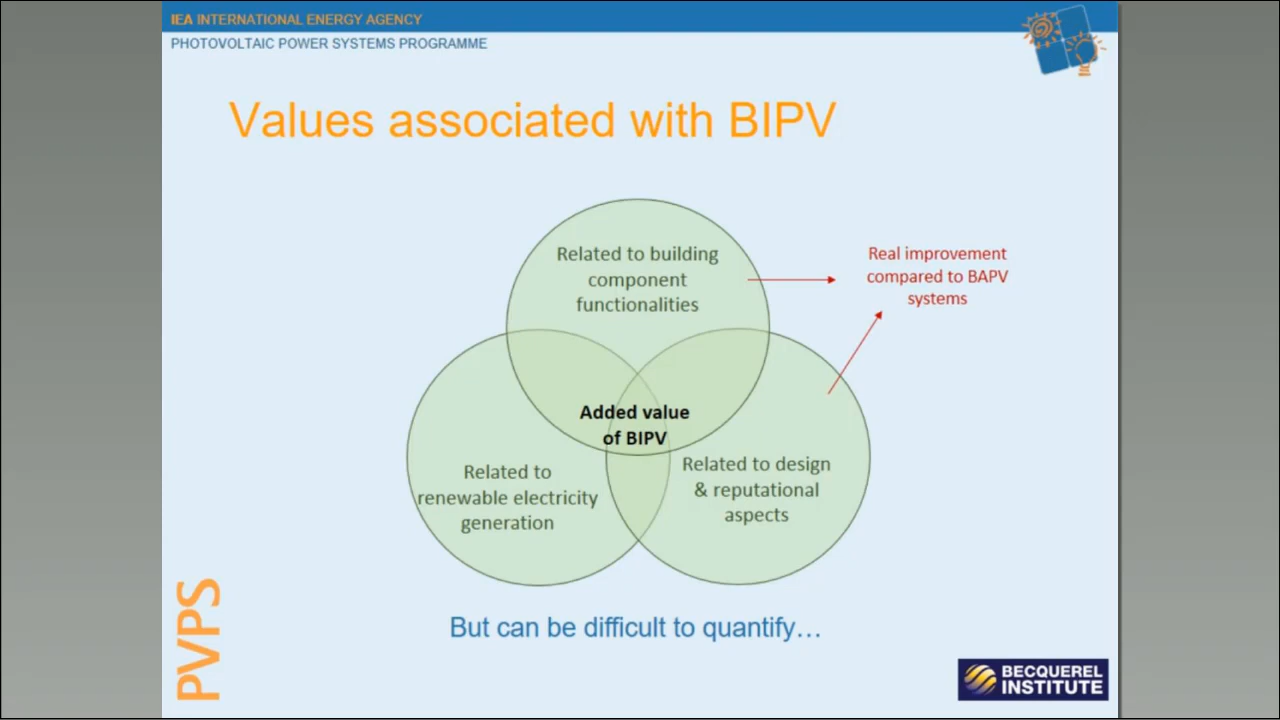 IEA INTERNATIONAL ENERGY AGENCY
PHOTOVOLTAIC POWER SYSTEMS PROGRAMME
Values associated with BIPV
Related to building
component
functionalities
Real improvement
compared to BAPV
systems
Added value
of BIPV
Related to
renewable electricity
generation
Related to design
& reputational
aspects
But can be difficult to quantify…
PVPS
BECQUEREL
INSTITUTE